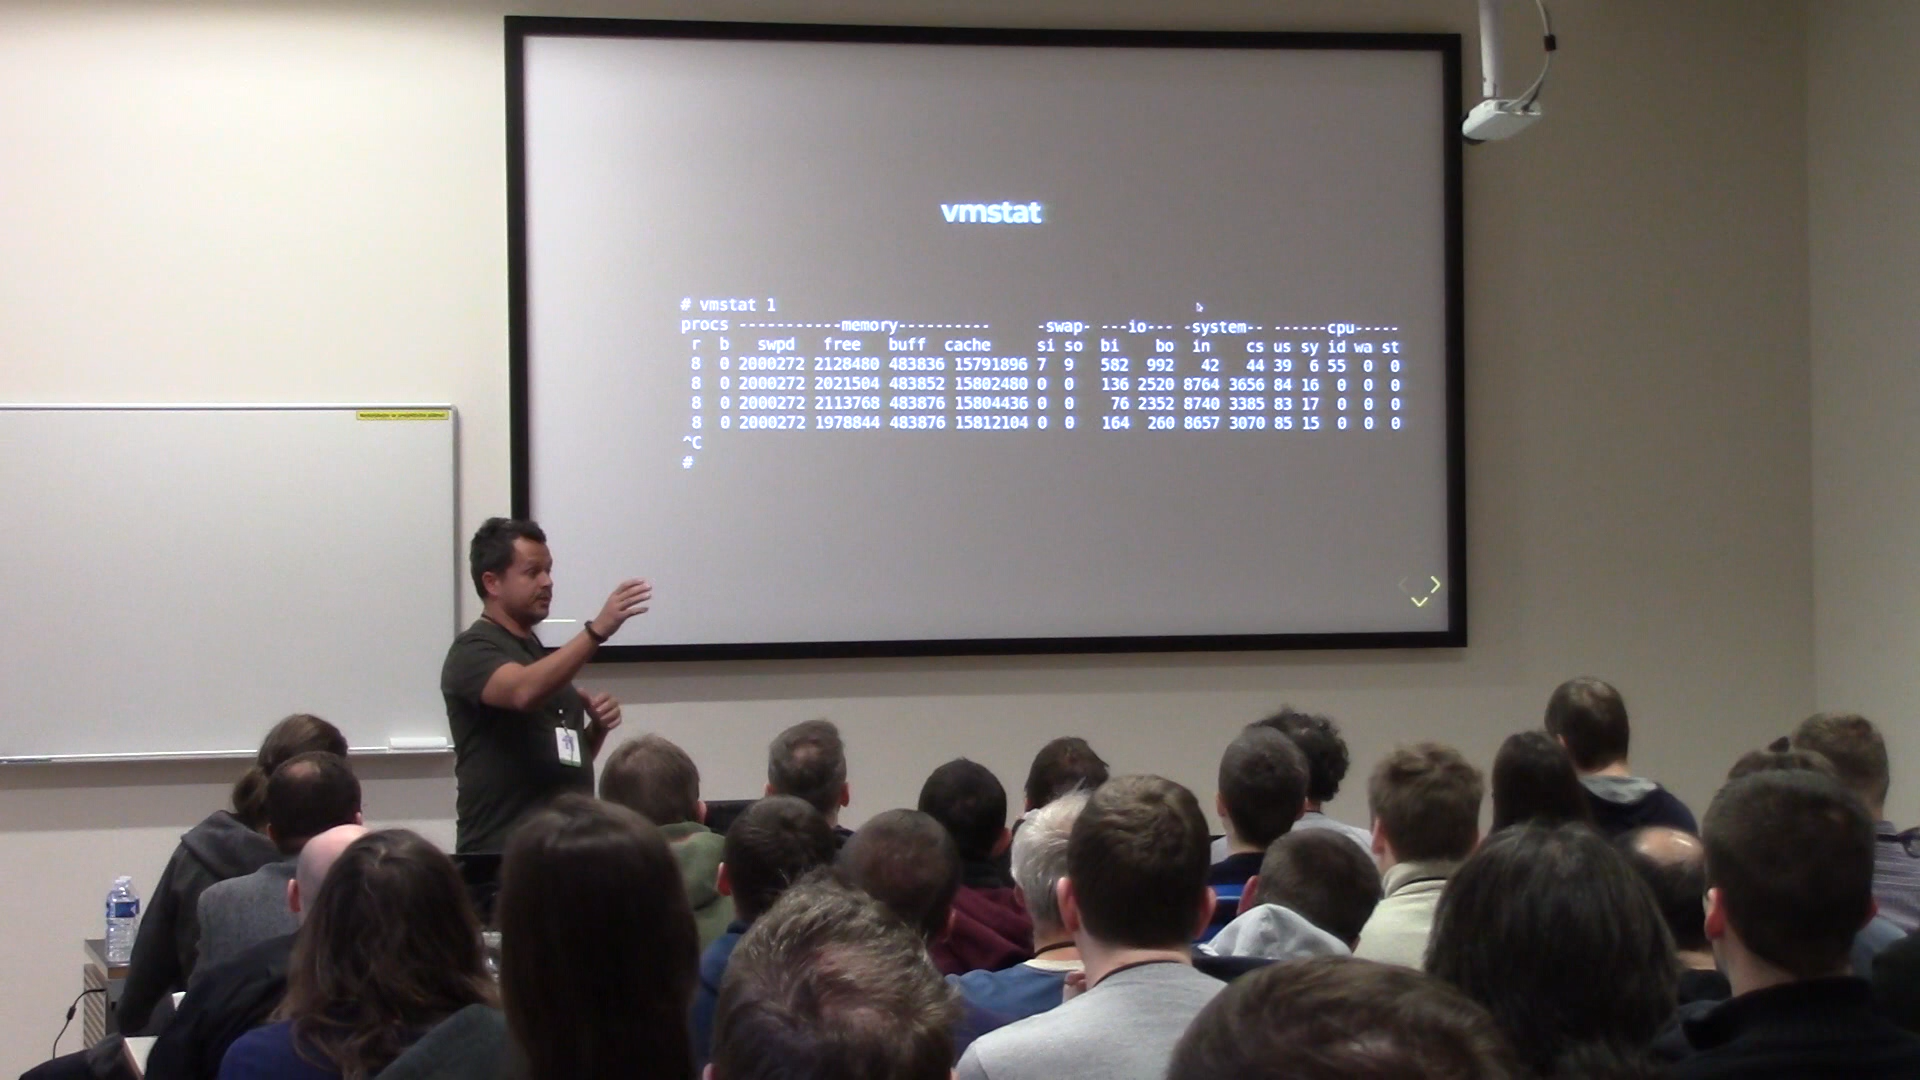 vmstat
# vmstat 1
procs -----------memory---------- -swap- ---io--- -system-- ------cpu-----
r b swpd free buff cache si so bi bo in cs us sy id wa st
8 0 2000272 2128480 483836 15791896 7 9 582 992 42 44 39 6 55 0 0
8 0 2000272 2021504 483852 15802480 0 0 136 2520 8764 3656 84 16 0 0 0
8 0 2000272 2113768 483876 15804436 0 0 76 2352 8740 3385 83 17 0 0 0
8 0 2000272 1978844 483876 15812104 0 0 164 260 8657 3070 85 15 0 0 0
^C
#